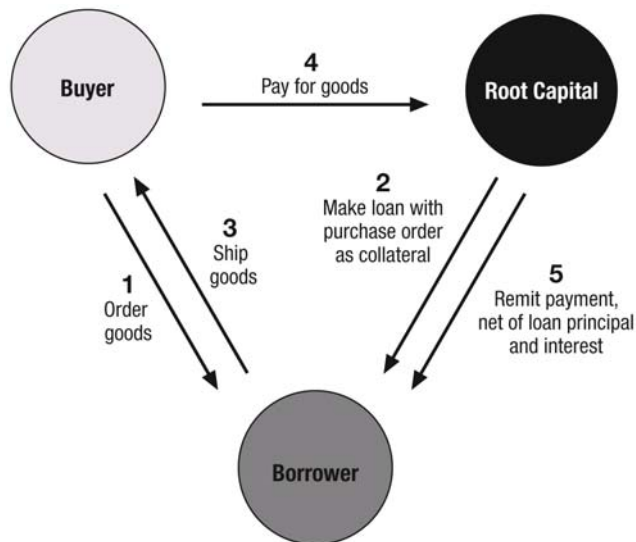 Buyer
4
Pay for goods
Root Capital
2
Make loan with
purchase order
as collateral
3
Ship
goods
1
Order
goods
5
Remit payment,
net of loan principal
and interest
Borrower